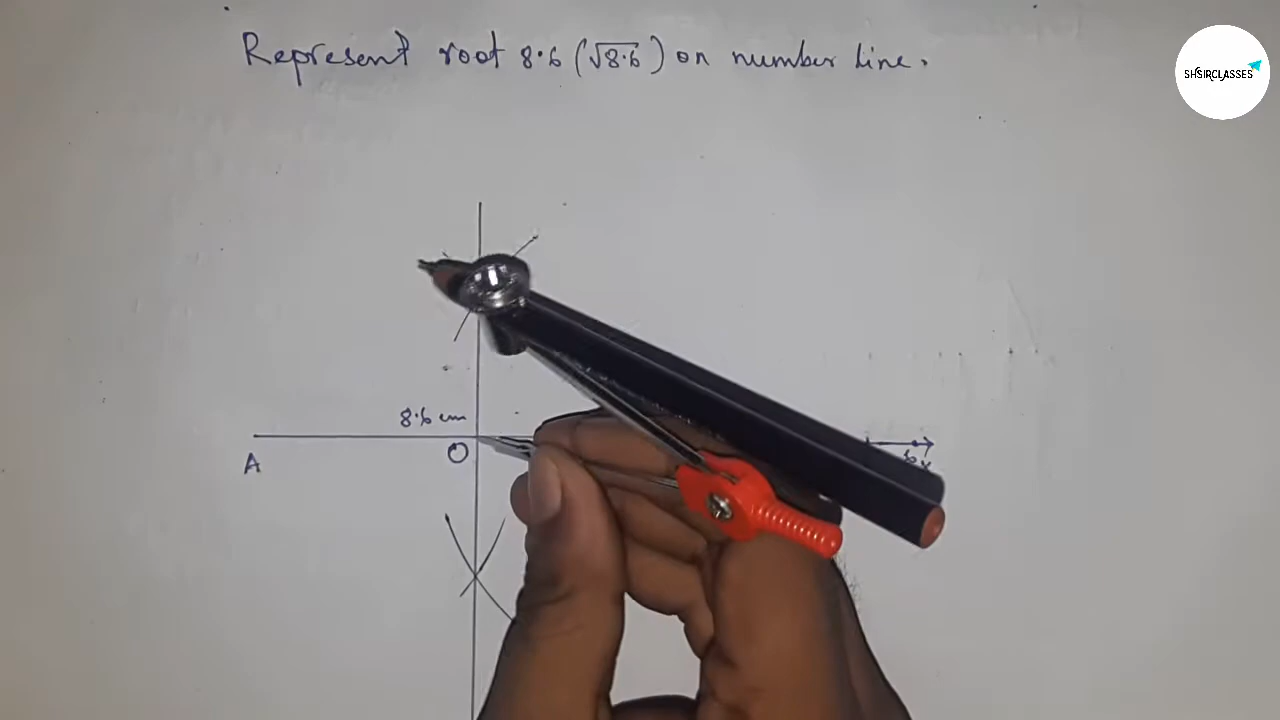 Represent root 8.6 (√8.6) on number line.
SHSIRCLASSES
8.6 cm
A O X